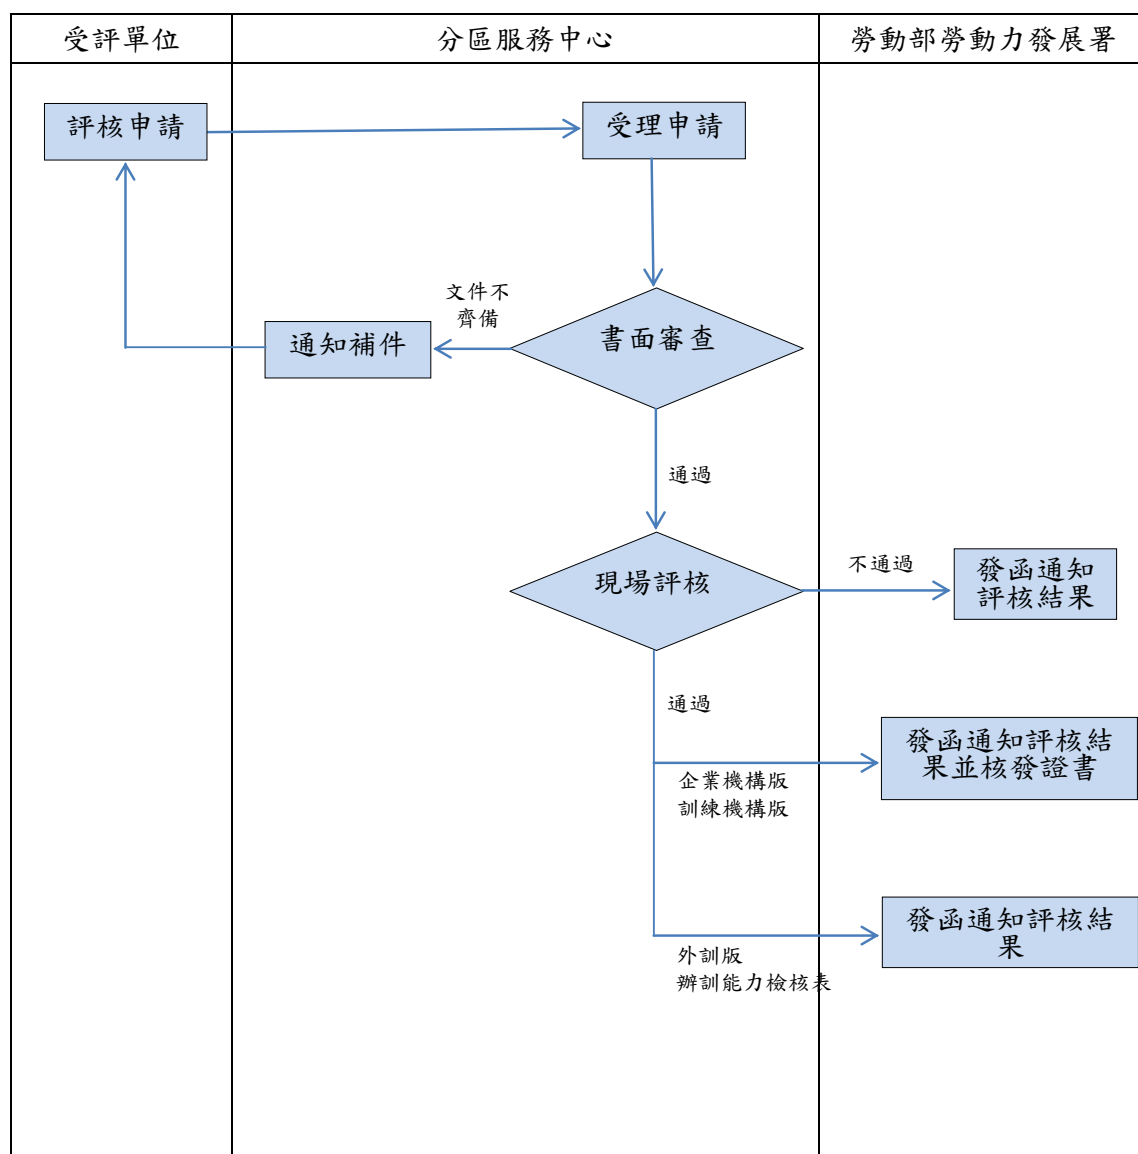 受評單位
分區服務中心
勞動部勞動力發展署
評核申請
受理申請
文件不
齊備
通知補件
書面審查
通過
現場評核
不通過
發函通知
評核結果
通過
發函通知評核結
果並核發證書
企業機構版
訓練機構版
發函通知評核結
果
外訓版
辦訓能力檢核表